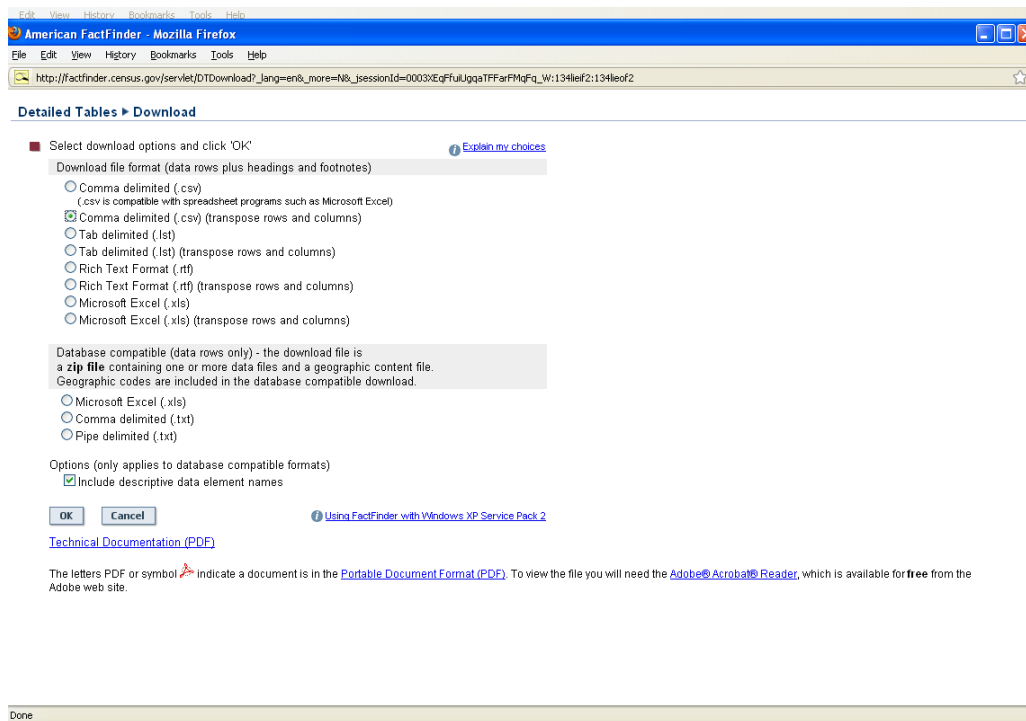 Edit View History Bookmarks Tools Help
American FactFinder - Mozilla Firefox
File Edit View History Bookmarks Tools Help
http://factfinder.census.gov/servlet/DTDownload?_lang=en&_more=N&_jsessionId=0003XEqFfuiUgqaTFFarFMqFq_W:134lieif2:134lieof2
Detailed Tables ▶ Download
Select download options and click 'OK'
Explain my choices
Download file format (data rows plus headings and footnotes)
Comma delimited (.csv)
(.csv is compatible with spreadsheet programs such as Microsoft Excel)
Comma delimited (.csv) (transpose rows and columns)
Tab delimited (.lst)
Tab delimited (.lst) (transpose rows and columns)
Rich Text Format (.rtf)
Rich Text Format (.rtf) (transpose rows and columns)
Microsoft Excel (.xls)
Microsoft Excel (.xls) (transpose rows and columns)
Database compatible (data rows only) - the download file is
a zip file containing one or more data files and a geographic content file.
Geographic codes are included in the database compatible download.
Microsoft Excel (.xls)
Comma delimited (.txt)
Pipe delimited (.txt)
Options (only applies to database compatible formats)
Include descriptive data element names
OK Cancel
Using FactFinder with Windows XP Service Pack 2
Technical Documentation (PDF)
The letters PDF or symbol indicate a document is in the Portable Document Format (PDF). To view the file you will need the Adobe® Acrobat® Reader, which is available for free from the
Adobe web site.
Done